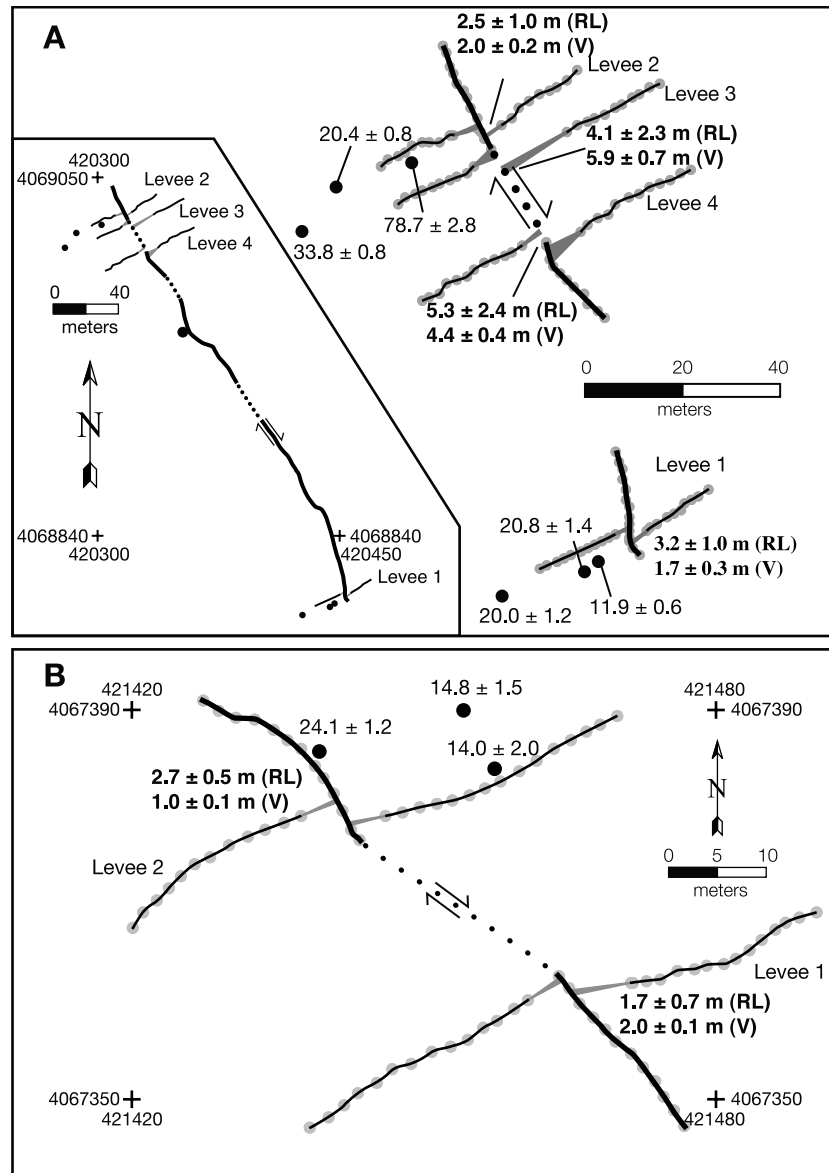 A
2.5 ± 1.0 m (RL)
2.0 ± 0.2 m (V)
Levee 2
Levee 3
20.4 ± 0.8
4.1 ± 2.3 m (RL)
5.9 ± 0.7 m (V)
78.7 ± 2.8
Levee 4
33.8 ± 0.8
5.3 ± 2.4 m (RL)
4.4 ± 0.4 m (V)
0 20 40
meters
420300
4069050
Levee 2
Levee 3
Levee 4
0 40
meters
N
4068840
420300
4068840
420450
Levee 1
Levee 1
20.8 ± 1.4
3.2 ± 1.0 m (RL)
1.7 ± 0.3 m (V)
20.0 ± 1.2
11.9 ± 0.6
B
421420
4067390
14.8 ± 1.5
421480
4067390
24.1 ± 1.2
14.0 ± 2.0
2.7 ± 0.5 m (RL)
1.0 ± 0.1 m (V)
N
0 5 10
meters
Levee 2
Levee 1
1.7 ± 0.7 m (RL)
2.0 ± 0.1 m (V)
4067350
421420
4067350
421480